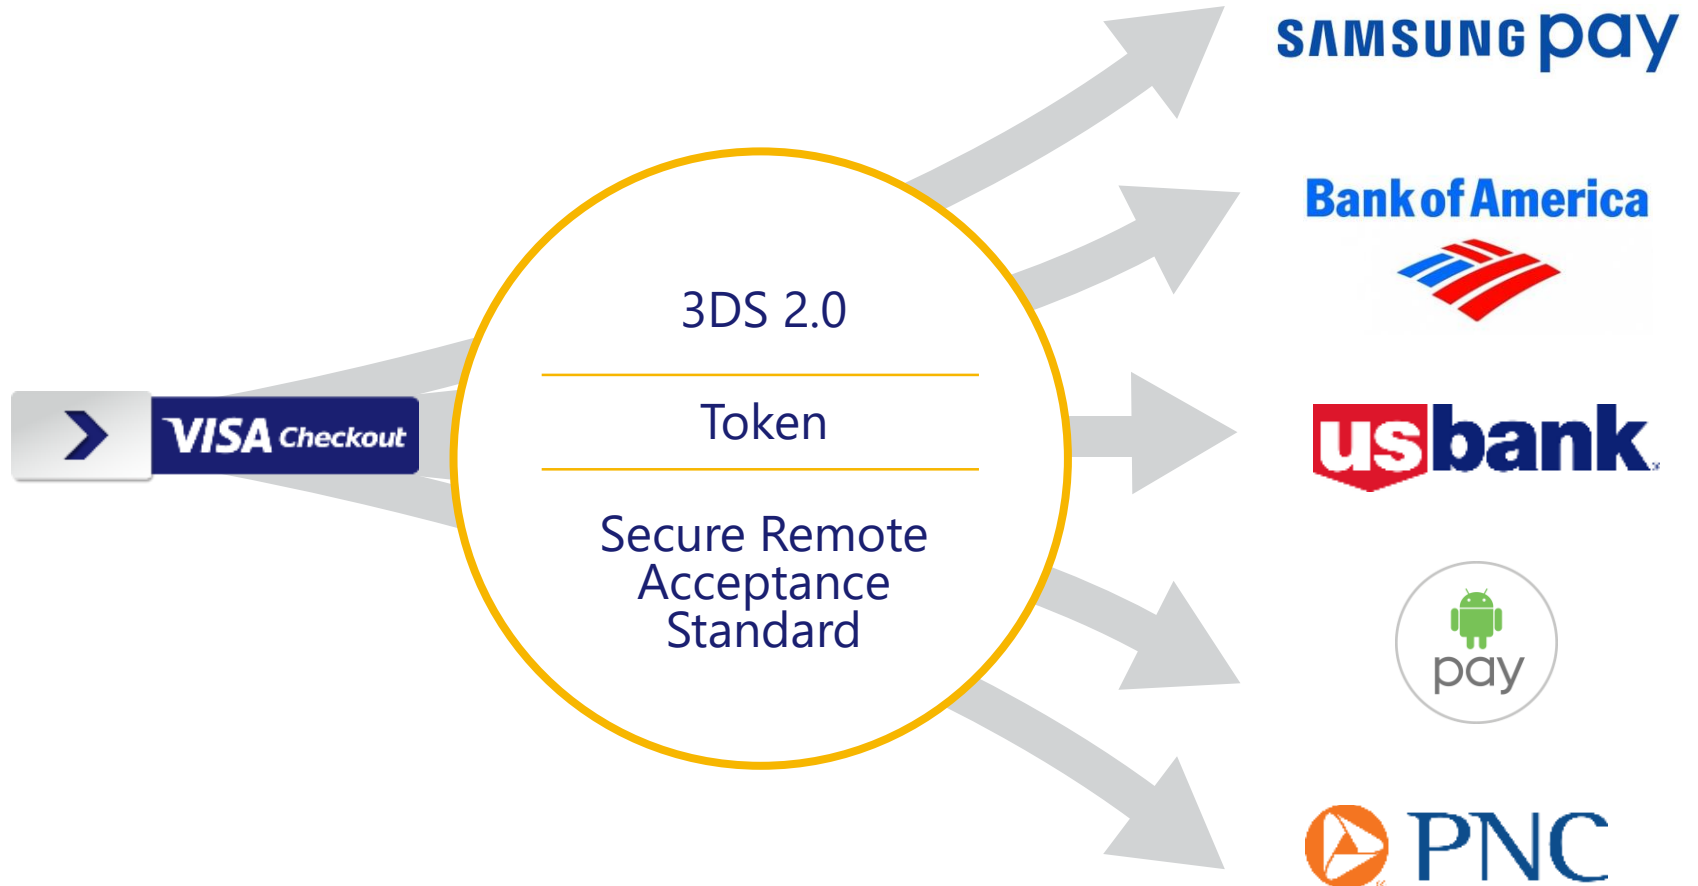 SAMSUNG pay
Bank of America
3DS 2.0
Token
VISA Checkout
usbank
Secure Remote
Acceptance
Standard
pay
PNC